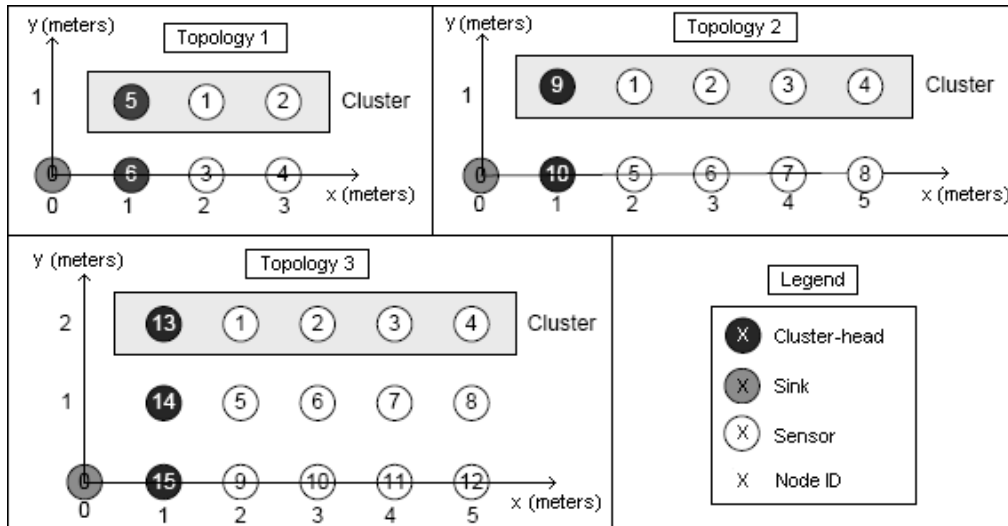 y (meters)
Topology 1
1
5 1 2
Cluster
0 6 3 4
x (meters)
0 1 2 3
y (meters)
Topology 2
1
9 1 2 3 4
Cluster
0 10 5 6 7 8
0 1 2 3 4 5
x (meters)
y (meters)
Topology 3
2
13 1 2 3 4
Cluster
1
14 5 6 7 8
0 15 9 10 11 12
x (meters)
0 1 2 3 4 5
Legend
X Cluster-head
X Sink
X Sensor
X Node ID